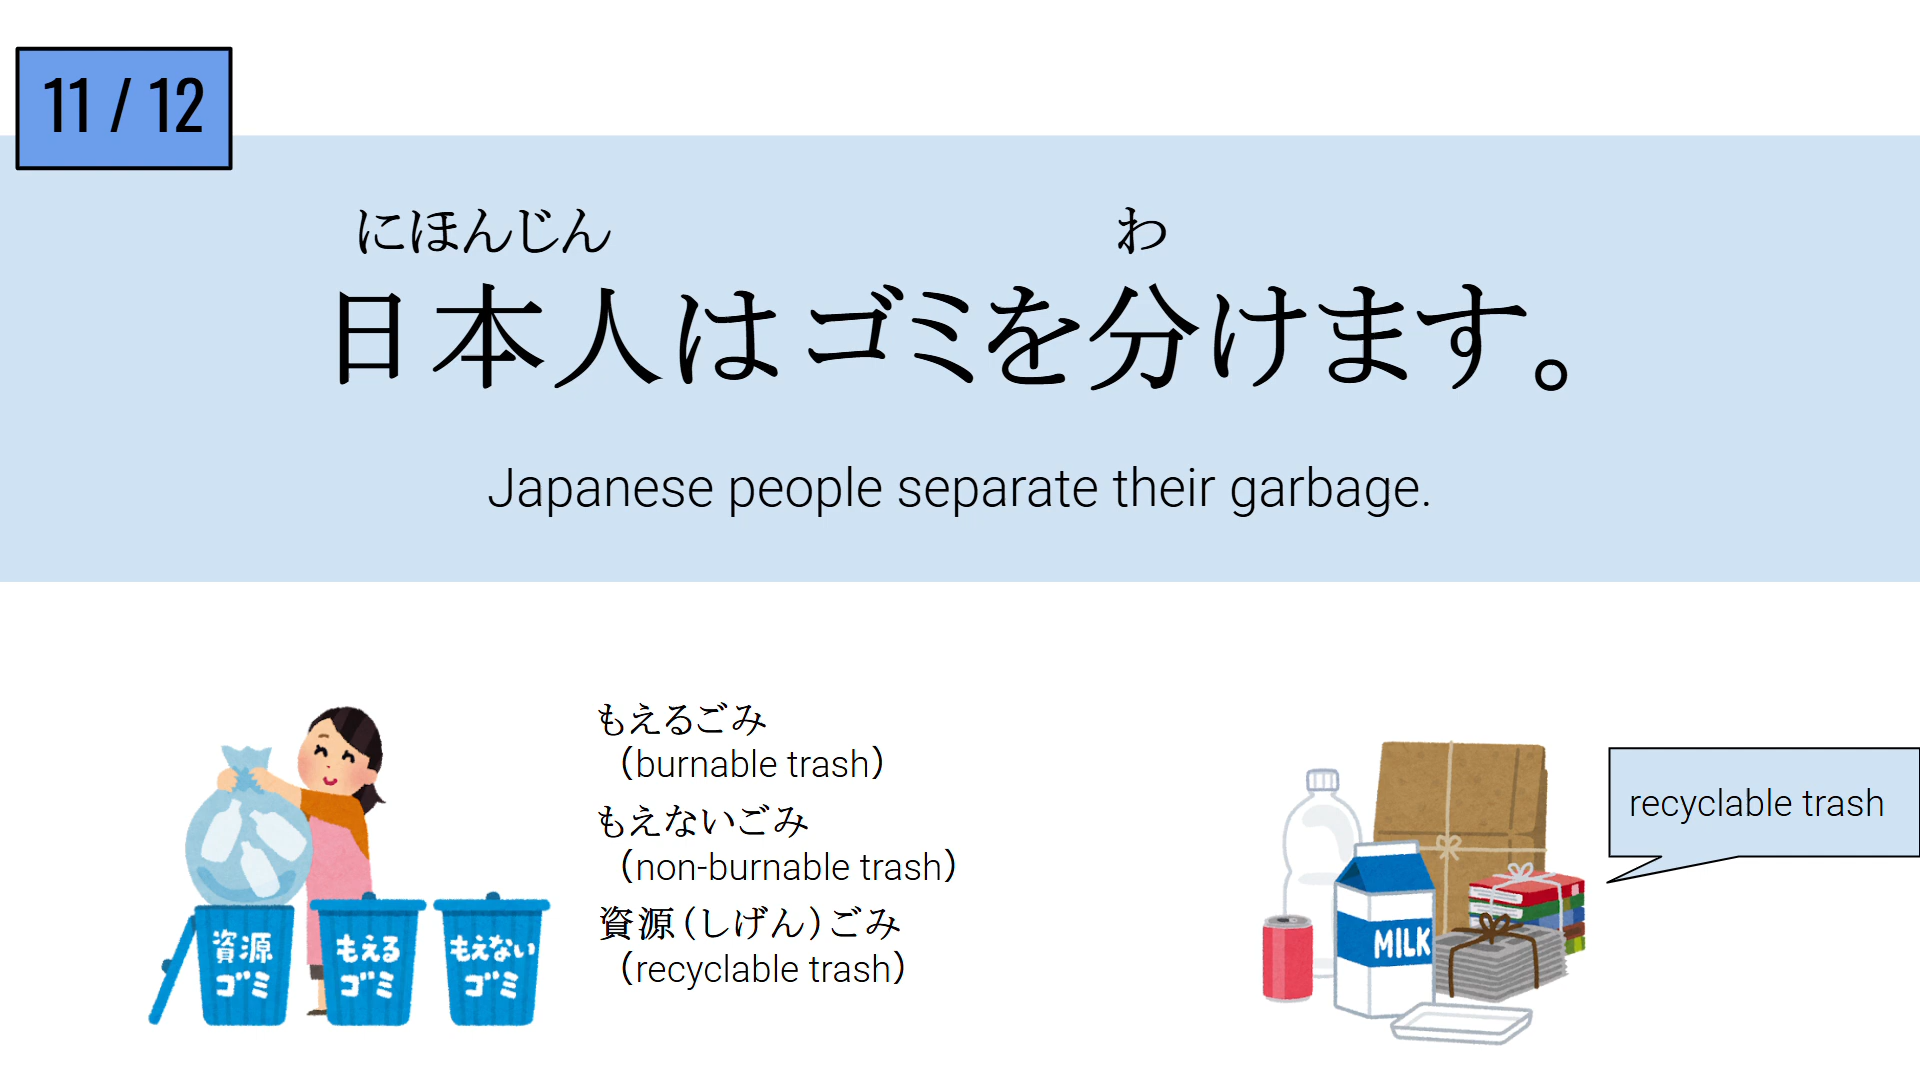 11 / 12
にほんじん わ
日本人はゴミを分けます。
Japanese people separate their garbage.
もえるごみ
（burnable trash）
もえないごみ
（non-burnable trash）
資源（しげん）ごみ
（recyclable trash）
資源
ゴミ
もえる
ゴミ
もえない
ゴミ
MILK
recyclable trash